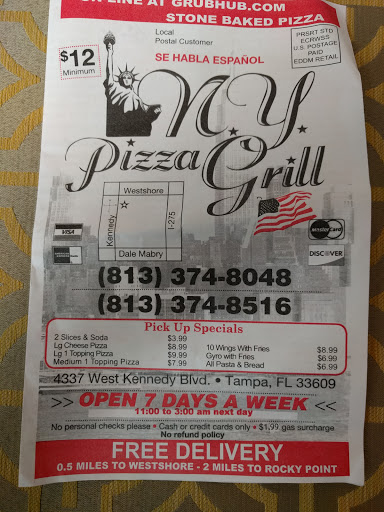 ON LINE AT GRUBHUB.COM
STONE BAKED PIZZA
Local
Postal Customer
PRSRT STD
ECRWSS
U.S. POSTAGE
PAID
EDDM RETAIL
$12
Minimum
SE HABLA ESPAÑOL
N.Y.
Pizza Grill
Westshore
Kennedy
I-275
Dale Mabry
VISA
MasterCard
AMERICAN EXPRESS
DISCOVER
(813) 374-8048
(813) 374-8516
Pick Up Specials
2 Slices & Soda $3.99
Lg Cheese Pizza $8.99
Lg 1 Topping Pizza $9.99
Medium 1 Topping Pizza $7.99
10 Wings With Fries $8.99
Gyro with Fries $6.99
All Pasta & Bread $6.99
4337 West Kennedy Blvd. • Tampa, FL 33609
>> OPEN 7 DAYS A WEEK <<
11:00 to 3:00 am next day
No personal checks please • Cash or credit cards only • $1.99 gas surcharge
No refund policy
FREE DELIVERY
0.5 MILES TO WESTSHORE - 2 MILES TO ROCKY POINT